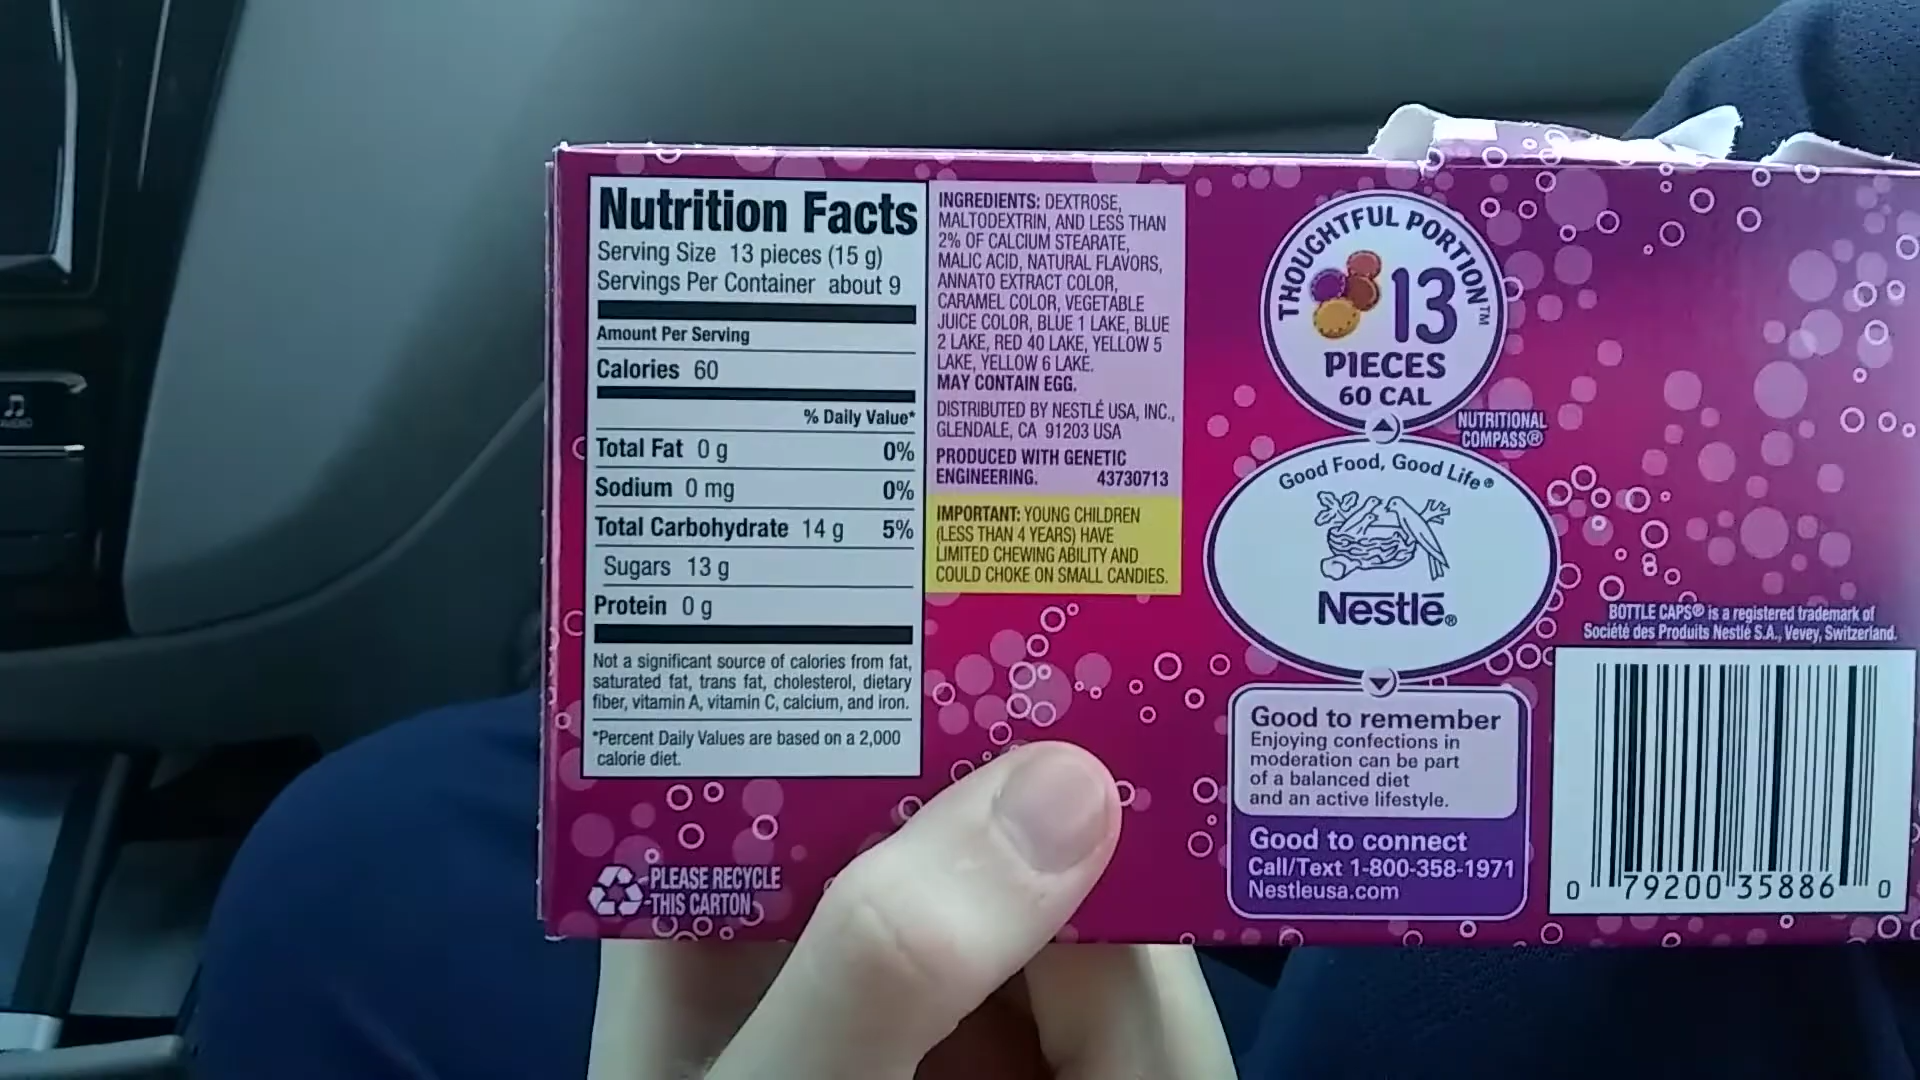 Nutrition Facts
Serving Size 13 pieces (15 g)
Servings Per Container about 9
Amount Per Serving
Calories 60
% Daily Value*
Total Fat 0 g 0%
Sodium 0 mg 0%
Total Carbohydrate 14 g 5%
Sugars 13 g
Protein 0 g
Not a significant source of calories from fat,
saturated fat, trans fat, cholesterol, dietary
fiber, vitamin A, vitamin C, calcium, and iron.
*Percent Daily Values are based on a 2,000
calorie diet.
PLEASE RECYCLE
THIS CARTON
INGREDIENTS: DEXTROSE,
MALTODEXTRIN, AND LESS THAN
2% OF CALCIUM STEARATE,
MALIC ACID, NATURAL FLAVORS,
ANNATO EXTRACT COLOR,
CARAMEL COLOR, VEGETABLE
JUICE COLOR, BLUE 1 LAKE, BLUE
2 LAKE, RED 40 LAKE, YELLOW 5
LAKE, YELLOW 6 LAKE.
MAY CONTAIN EGG.
DISTRIBUTED BY NESTLÉ USA, INC.,
GLENDALE, CA 91203 USA
PRODUCED WITH GENETIC
ENGINEERING. 43730713
IMPORTANT: YOUNG CHILDREN
(LESS THAN 4 YEARS) HAVE
LIMITED CHEWING ABILITY AND
COULD CHOKE ON SMALL CANDIES.
THOUGHTFUL PORTION™
13
PIECES
60 CAL
NUTRITIONAL
COMPASS®
Good Food, Good Life®
Nestlé®
Good to remember
Enjoying confections in
moderation can be part
of a balanced diet
and an active lifestyle.
Good to connect
Call/Text 1-800-358-1971
Nestleusa.com
BOTTLE CAPS® is a registered trademark of
Société des Produits Nestlé S.A., Vevey, Switzerland.
0 79200 35886 0
AUDIO